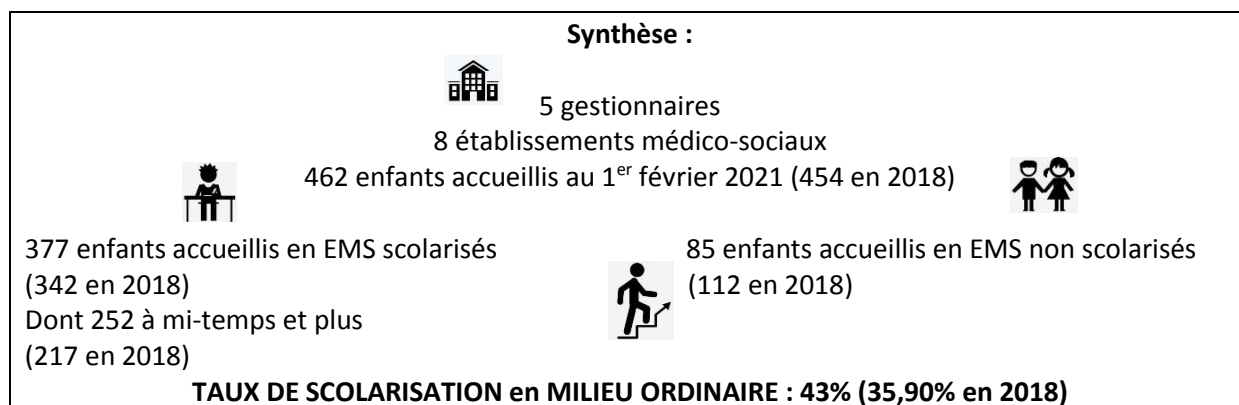 Synthèse :
5 gestionnaires
8 établissements médico-sociaux
462 enfants accueillis au 1er février 2021 (454 en 2018)
377 enfants accueillis en EMS scolarisés
(342 en 2018)
Dont 252 à mi-temps et plus
(217 en 2018)
85 enfants accueillis en EMS non scolarisés
(112 en 2018)
TAUX DE SCOLARISATION en MILIEU ORDINAIRE : 43% (35,90% en 2018)